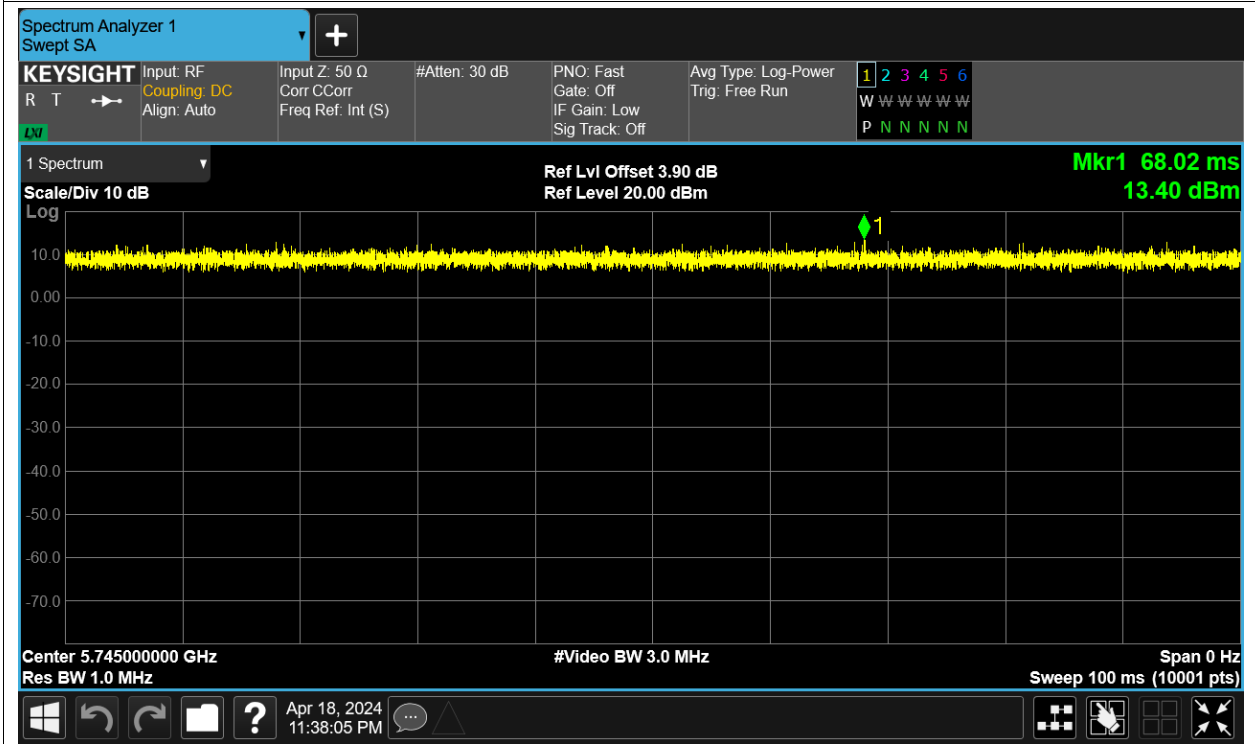 Spectrum Analyzer 1
Swept SA
+
KEYSIGHT
R T
LXI
Input: RF
Coupling: DC
Align: Auto
Input Z: 50 Ω
Corr CCorr
Freq Ref: Int (S)
#Atten: 30 dB
PNO: Fast
Gate: Off
IF Gain: Low
Sig Track: Off
Avg Type: Log-Power
Trig: Free Run
1 2 3 4 5 6
W W W W W W
P N N N N N
1 Spectrum
Scale/Div 10 dB
Log
Ref Lvl Offset 3.90 dB
Ref Level 20.00 dBm
Mkr1 68.02 ms
13.40 dBm
1
10.0
0.00
-10.0
-20.0
-30.0
-40.0
-50.0
-60.0
-70.0
Center 5.745000000 GHz
Res BW 1.0 MHz
#Video BW 3.0 MHz
Span 0 Hz
Sweep 100 ms (10001 pts)
?
Apr 18, 2024
11:38:05 PM